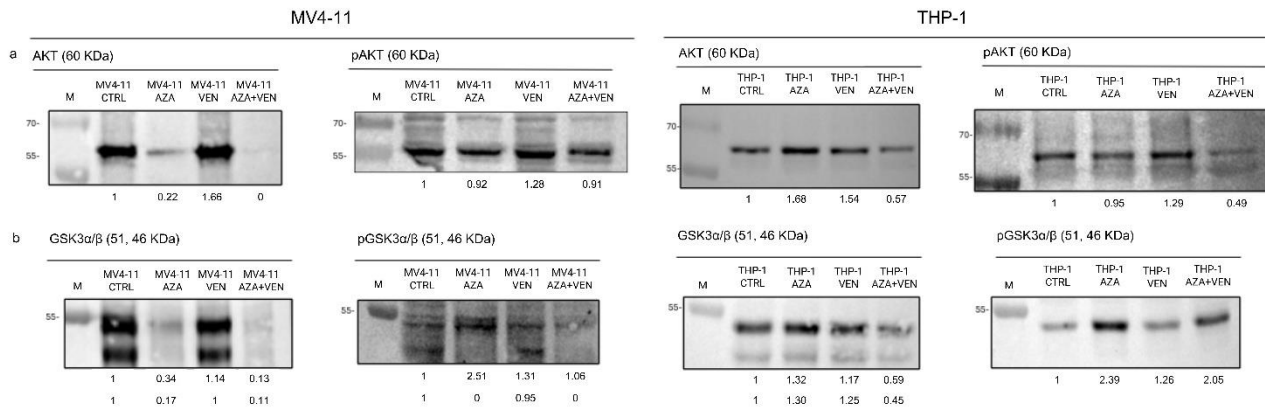 MV4-11 THP-1
a AKT (60 KDa) pAKT (60 KDa) AKT (60 KDa) pAKT (60 KDa)
M MV4-11 CTRL MV4-11 AZA MV4-11 VEN MV4-11 AZA+VEN
70-
55-
1 0.22 1.66 0
M MV4-11 CTRL MV4-11 AZA MV4-11 VEN MV4-11 AZA+VEN
1 0.92 1.28 0.91
M THP-1 CTRL THP-1 AZA THP-1 VEN THP-1 AZA+VEN
70-
55-
1 1.68 1.54 0.57
M THP-1 CTRL THP-1 AZA THP-1 VEN THP-1 AZA+VEN
70-
55-
1 0.95 1.29 0.49
b GSK3α/β (51, 46 KDa) pGSK3α/β (51, 46 KDa) GSK3α/β (51, 46 KDa) pGSK3α/β (51, 46 KDa)
M MV4-11 CTRL MV4-11 AZA MV4-11 VEN MV4-11 AZA+VEN
55-
1 0.34 1.14 0.13
1 0.17 1 0.11
M MV4-11 CTRL MV4-11 AZA MV4-11 VEN MV4-11 AZA+VEN
55-
1 2.51 1.31 1.06
1 0 0.95 0
M THP-1 CTRL THP-1 AZA THP-1 VEN THP-1 AZA+VEN
55-
1 1.32 1.17 0.59
1 1.30 1.25 0.45
M THP-1 CTRL THP-1 AZA THP-1 VEN THP-1 AZA+VEN
55-
1 2.39 1.26 2.05